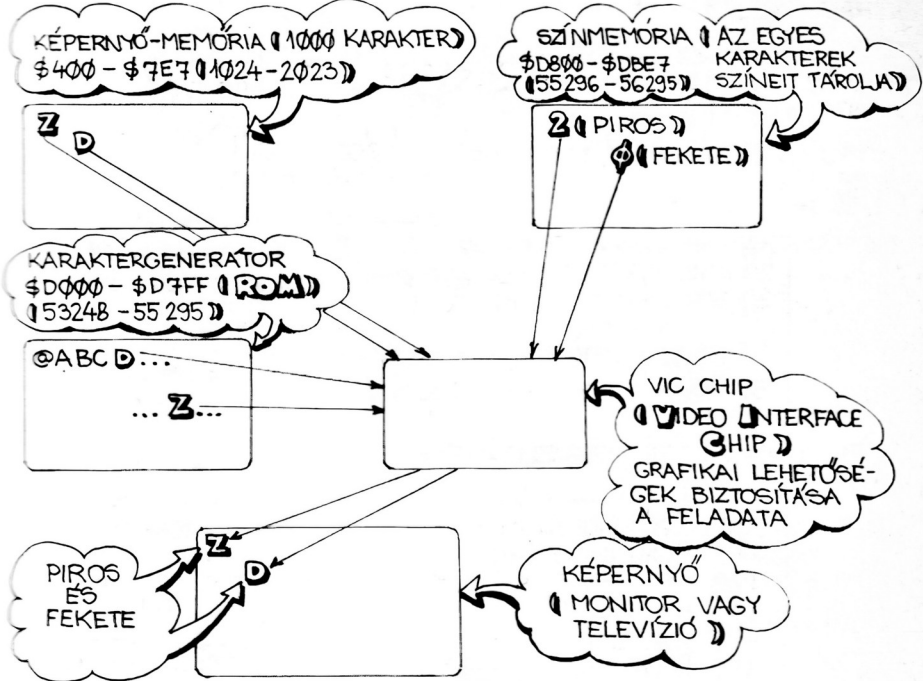 KÉPERNYŐ-MEMÓRIA (1000 KARAKTER)
$400 - $7E7 (1024-2023)
SZÍNMEMÓRIA (AZ EGYES
$D800-$DBE7 KARAKTEREK
(55296-56295) SZÍNEIT TÁROLJA)
Z
D
2 (PIROS)
0 (FEKETE)
KARAKTERGENERÁTOR
$D000 - $D7FF (ROM)
(53248 - 55295)
@ABCD...
... Z...
VIC CHIP
(VIDEO INTERFACE
CHIP)
GRAFIKAI LEHETŐSÉ-
GEK BIZTOSÍTÁSA
A FELADATA
Z
D
PIROS
ÉS
FEKETE
KÉPERNYŐ
(MONITOR VAGY
TELEVÍZIÓ)